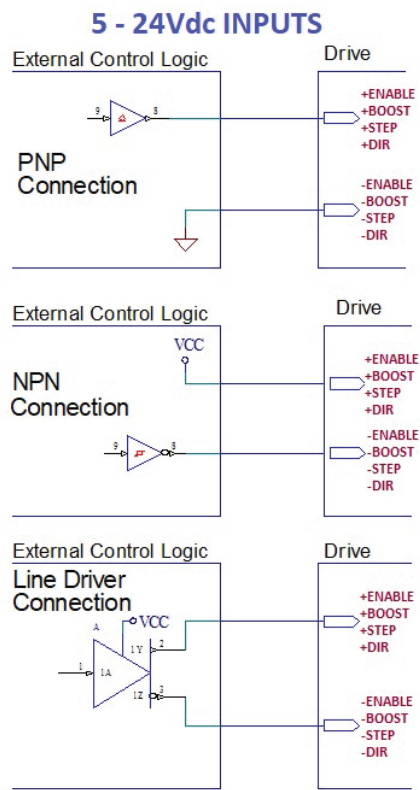 5 - 24Vdc INPUTS
External Control Logic
Drive
9
8
+ENABLE
+BOOST
+STEP
+DIR
PNP
Connection
-ENABLE
-BOOST
-STEP
-DIR
External Control Logic
Drive
VCC
+ENABLE
+BOOST
+STEP
+DIR
NPN
Connection
9
8
-ENABLE
-BOOST
-STEP
-DIR
External Control Logic
Drive
Line Driver
Connection
A
VCC
+ENABLE
+BOOST
+STEP
+DIR
1Y
2
1
1A
1Z
3
-ENABLE
-BOOST
-STEP
-DIR